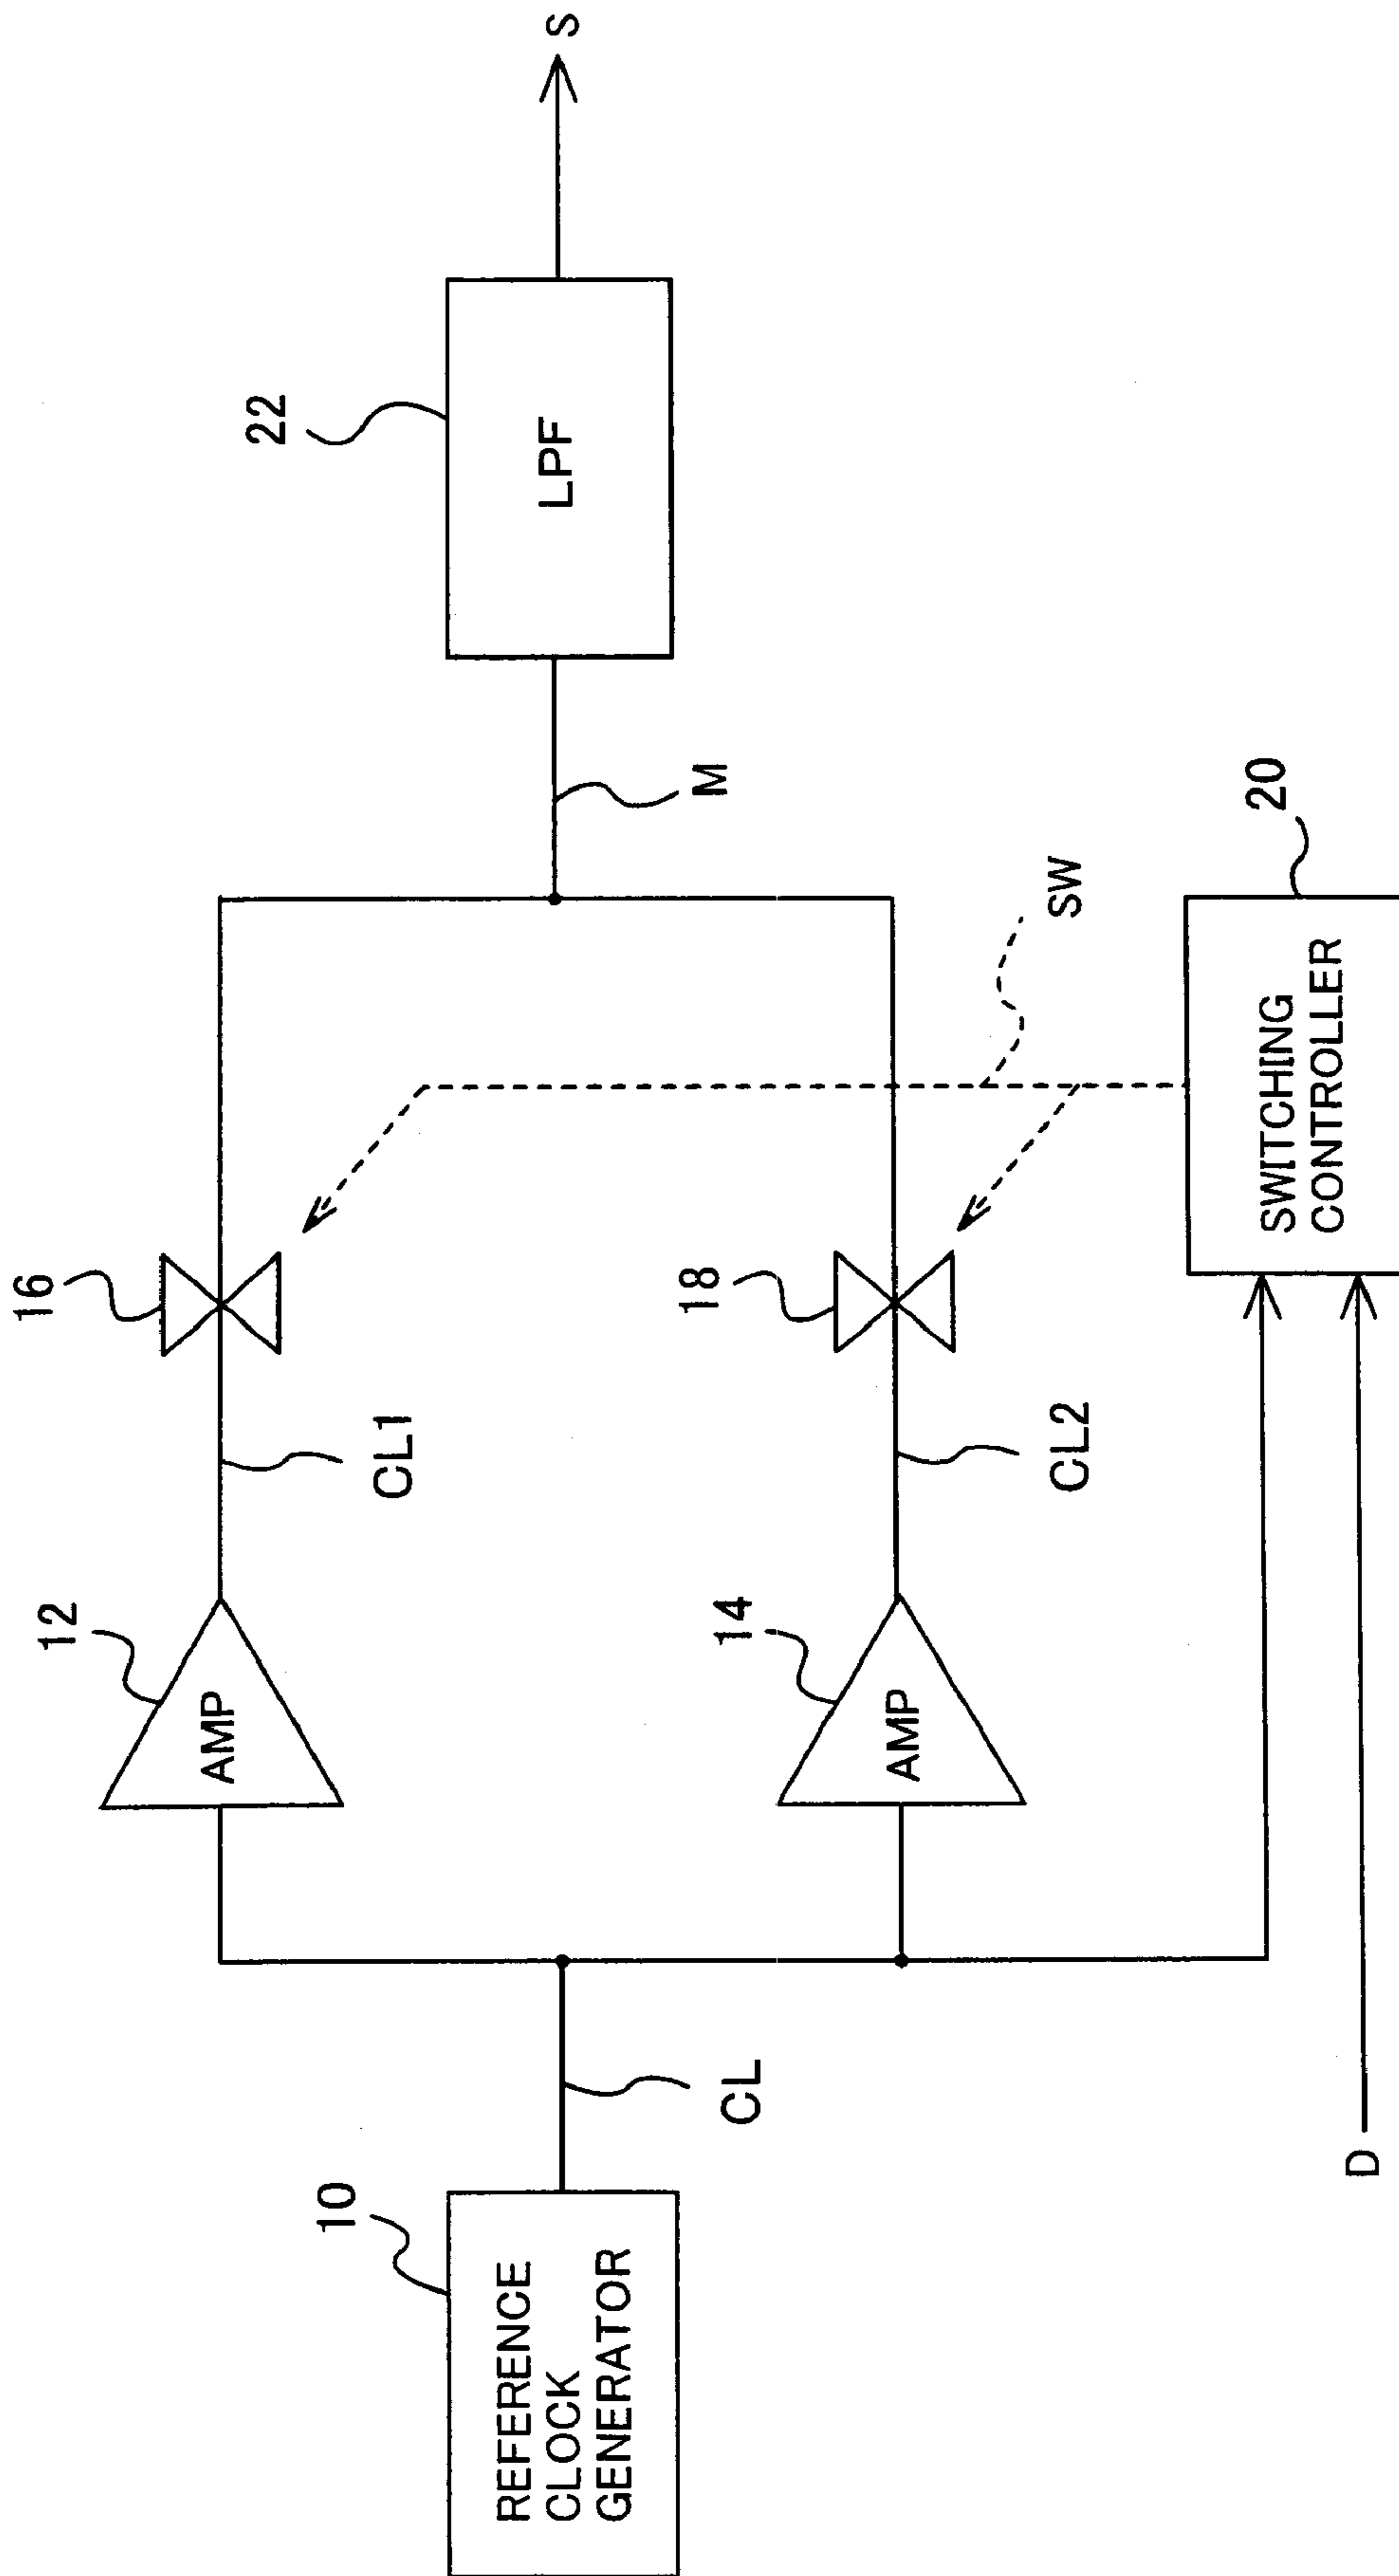 10
REFERENCE
CLOCK
GENERATOR
CL
12
AMP
CL1
16
14
AMP
CL2
18
M
22
LPF
S
SW
20
SWITCHING
CONTROLLER
D